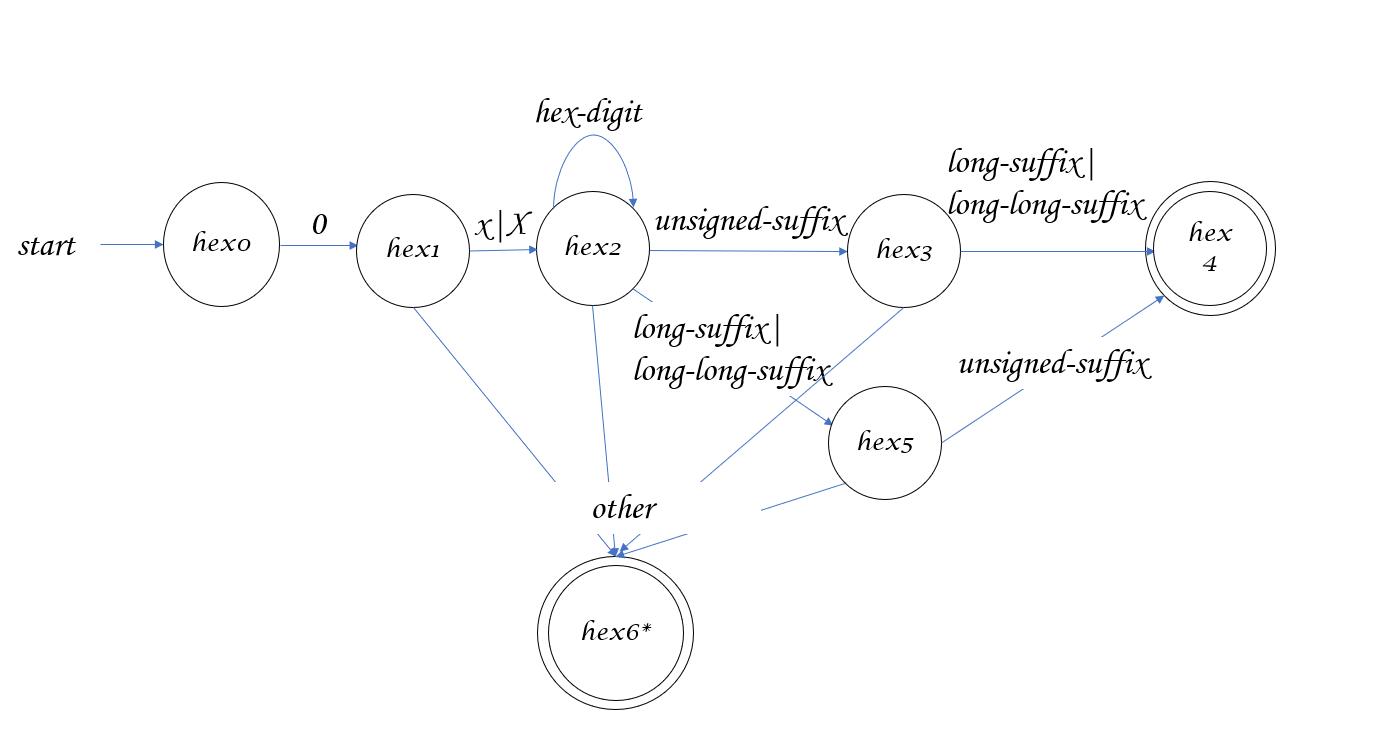 hex-digit
long-suffix|
long-long-suffix
start
hex0
0
hex1
x|X
hex2
unsigned-suffix
hex3
hex
4
long-suffix|
long-long-suffix
unsigned-suffix
hex5
other
hex6*